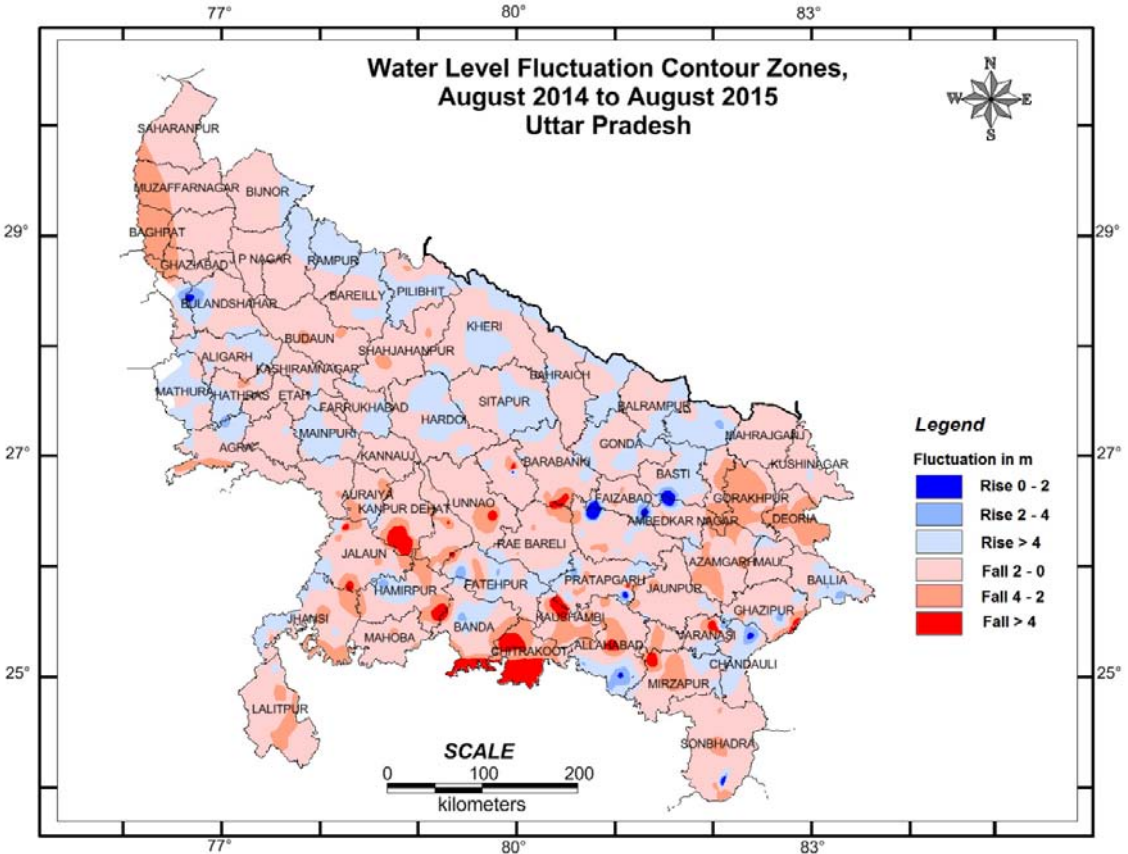 77°
80°
83°
Water Level Fluctuation Contour Zones,
August 2014 to August 2015
Uttar Pradesh
N
W
E
S
SAHARANPUR
MUZAFFARNAGAR
BIJNOR
29°
BAGHPAT
29°
GHAZIABAD
J P NAGAR
RAMPUR
BULANDSHAHAR
BAREILLY
PILIBHIT
KHERI
BUDAUN
SHAHJAHANPUR
ALIGARH
KASHIRAMNAGAR
BAHRAICH
MATHURA
HATHRAS
ETAH
FARRUKHABAD
HARDOI
SITAPUR
BALRAMPUR
MAINPURI
AGRA
GONDA
MAHRAJGANJ
27°
KANNAUJ
BARABANKI
BASTI
KUSHINAGAR
27°
AURAIYA
KANPUR DEHAT
UNNAO
FAIZABAD
GORAKHPUR
AMBEDKAR NAGAR
DEORIA
JALAUN
RAE BARELI
AZAMGARH
MAU
HAMIRPUR
FATEHPUR
PRATAPGARH
JAUNPUR
BALLIA
JHANSI
BANDA
KAUSHAMBI
GHAZIPUR
MAHOBA
CHITRAKOOT
ALLAHABAD
VARANASI
25°
CHANDAULI
25°
MIRZAPUR
LALITPUR
SONBHADRA
Legend
Fluctuation in m
Rise 0 - 2
Rise 2 - 4
Rise > 4
Fall 2 - 0
Fall 4 - 2
Fall > 4
SCALE
0 100 200
kilometers
77°
80°
83°